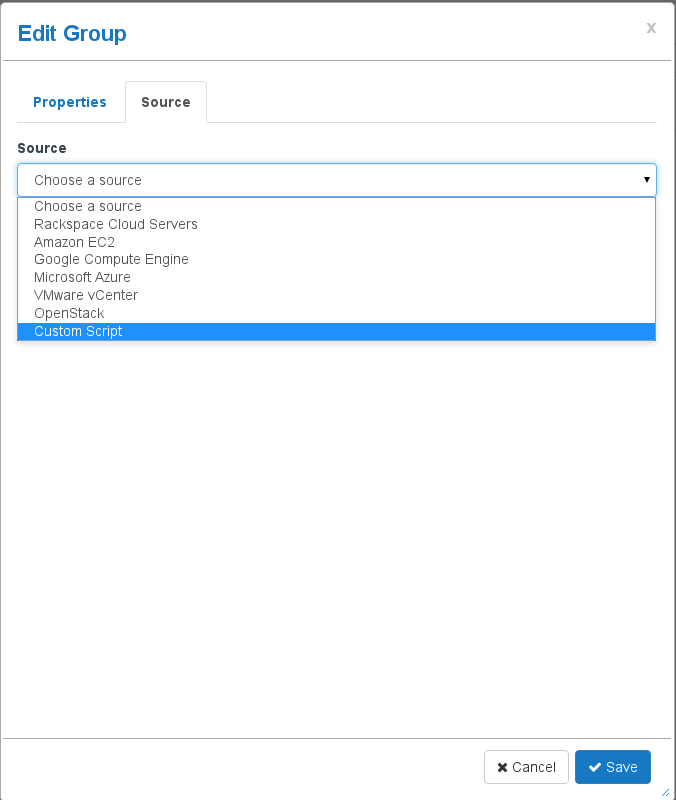 Edit Group
x
Properties Source
Source
Choose a source
Choose a source
Rackspace Cloud Servers
Amazon EC2
Google Compute Engine
Microsoft Azure
VMware vCenter
OpenStack
Custom Script
Cancel Save